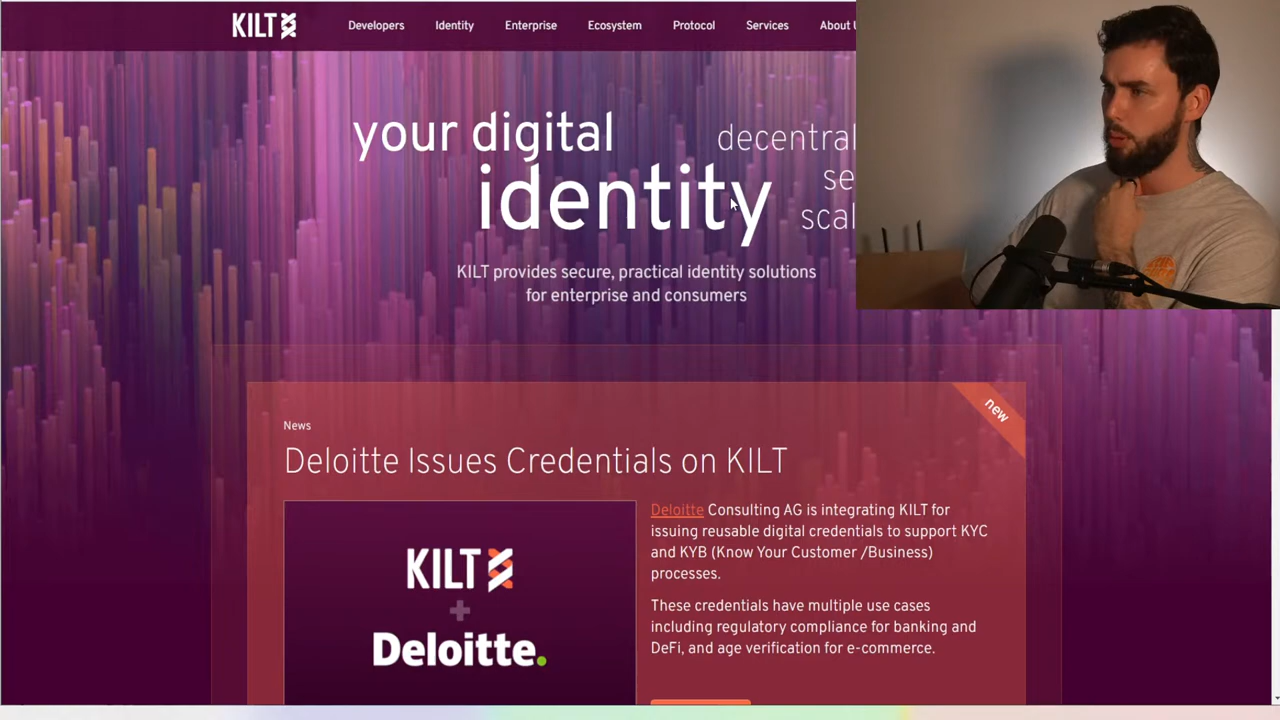 KILT
Developers
Identity
Enterprise
Ecosystem
Protocol
Services
About
your digital
identity
KILT provides secure, practical identity solutions
for enterprise and consumers
new
News
Deloitte Issues Credentials on KILT
KILT
+
Deloitte.
Deloitte Consulting AG is integrating KILT for
issuing reusable digital credentials to support KYC
and KYB (Know Your Customer /Business)
processes.
These credentials have multiple use cases
including regulatory compliance for banking and
DeFi, and age verification for e-commerce.